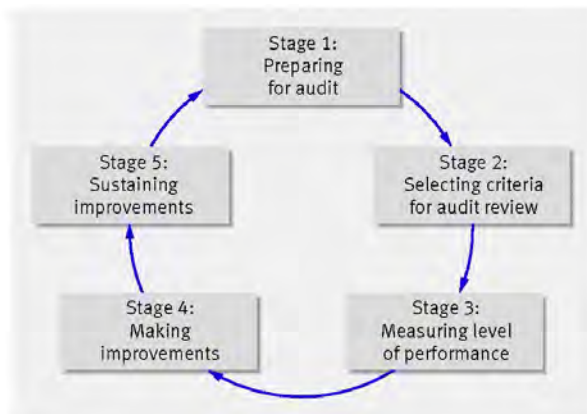 Stage 1:
Preparing
for audit
Stage 2:
Selecting criteria
for audit review
Stage 3:
Measuring level
of performance
Stage 4:
Making
improvements
Stage 5:
Sustaining
improvements